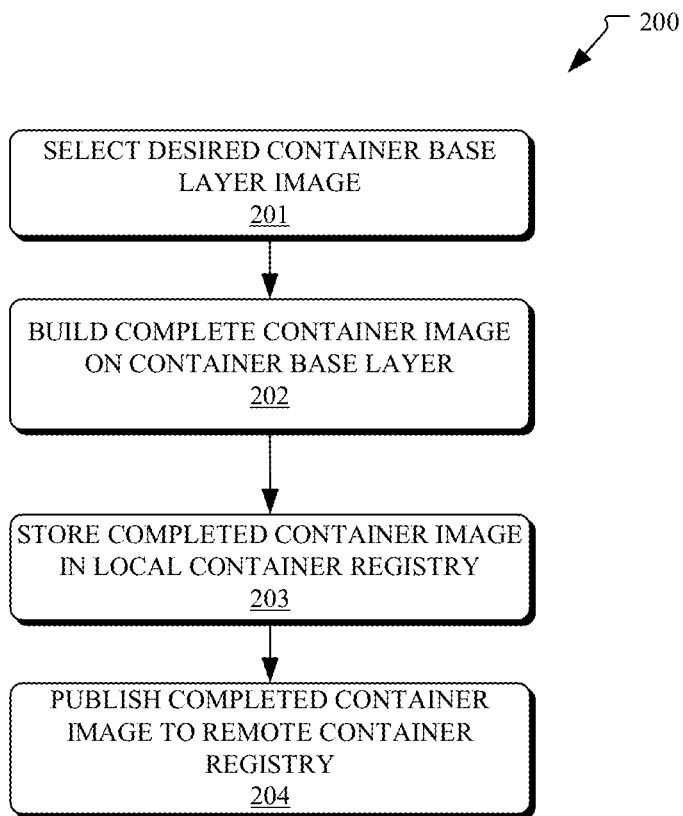 200
SELECT DESIRED CONTAINER BASE
LAYER IMAGE
201
BUILD COMPLETE CONTAINER IMAGE
ON CONTAINER BASE LAYER
202
STORE COMPLETED CONTAINER IMAGE
IN LOCAL CONTAINER REGISTRY
203
PUBLISH COMPLETED CONTAINER
IMAGE TO REMOTE CONTAINER
REGISTRY
204